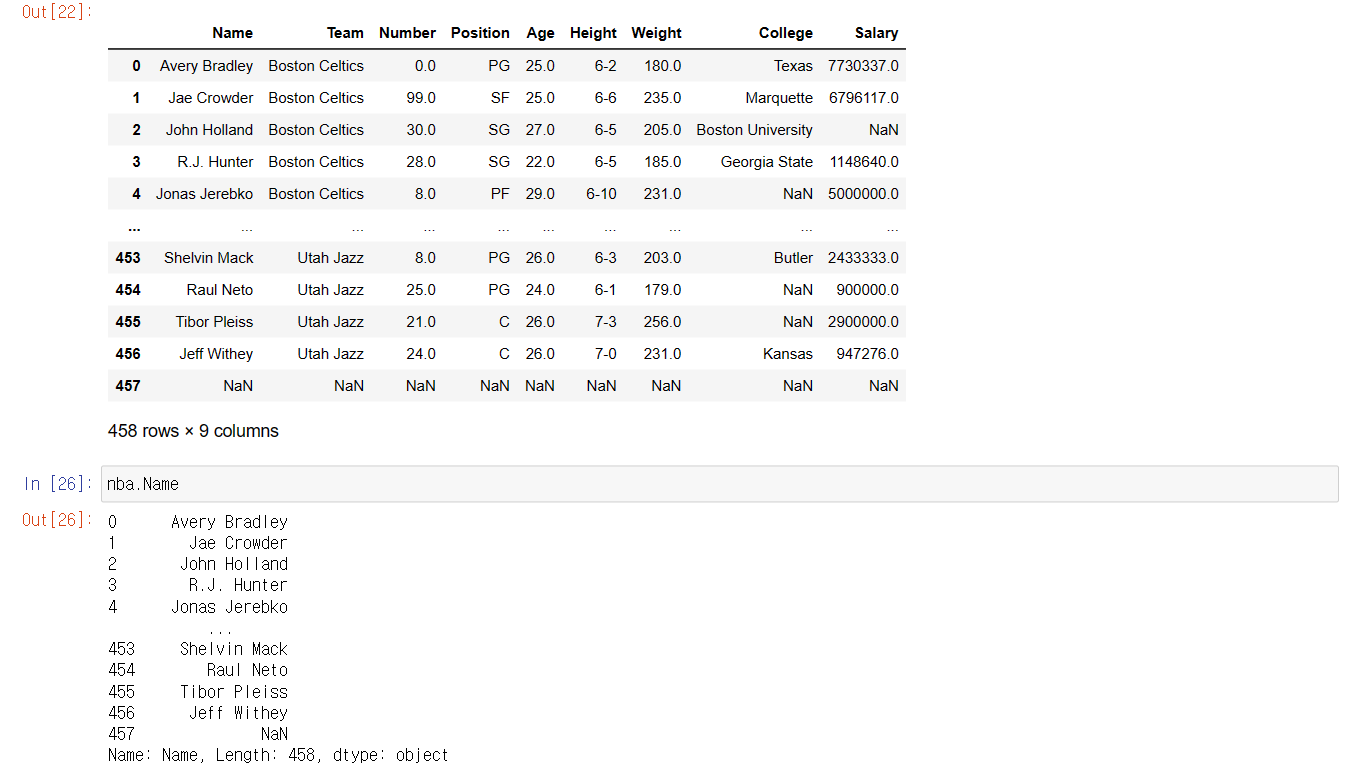 Out[22]:
Name Team Number Position Age Height Weight College Salary
0 Avery Bradley Boston Celtics 0.0 PG 25.0 6-2 180.0 Texas 7730337.0
1 Jae Crowder Boston Celtics 99.0 SF 25.0 6-6 235.0 Marquette 6796117.0
2 John Holland Boston Celtics 30.0 SG 27.0 6-5 205.0 Boston University NaN
3 R.J. Hunter Boston Celtics 28.0 SG 22.0 6-5 185.0 Georgia State 1148640.0
4 Jonas Jerebko Boston Celtics 8.0 PF 29.0 6-10 231.0 NaN 5000000.0
... ... ... ... ... ... ... ... ... ...
453 Shelvin Mack Utah Jazz 8.0 PG 26.0 6-3 203.0 Butler 2433333.0
454 Raul Neto Utah Jazz 25.0 PG 24.0 6-1 179.0 NaN 900000.0
455 Tibor Pleiss Utah Jazz 21.0 C 26.0 7-3 256.0 NaN 2900000.0
456 Jeff Withey Utah Jazz 24.0 C 26.0 7-0 231.0 Kansas 947276.0
457 NaN NaN NaN NaN NaN NaN NaN NaN NaN
458 rows × 9 columns
In [26]: nba.Name
Out[26]: 0 Avery Bradley
1 Jae Crowder
2 John Holland
3 R.J. Hunter
4 Jonas Jerebko
...
453 Shelvin Mack
454 Raul Neto
455 Tibor Pleiss
456 Jeff Withey
457 NaN
Name: Name, Length: 458, dtype: object